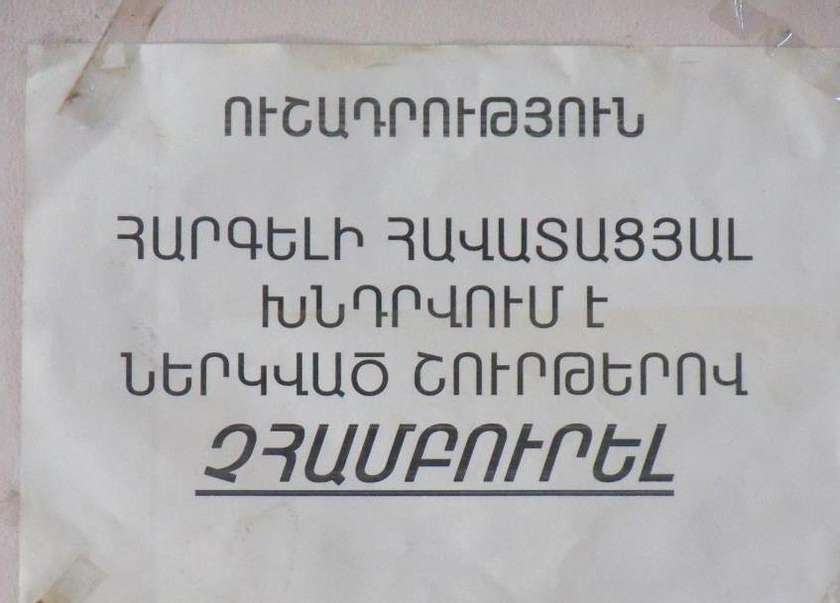 ՈՒՇԱԴՐՈՒԹՅՈՒՆ
ՀԱՐԳԵԼԻ ՀԱՎԱՏԱՑՅԱԼ
ԽՆԴՐՎՈՒՄ Է
ՆԵՐԿՎԱԾ ՇՈՒՐԹԵՐՈՎ
ՉՀԱՄԲՈՒՐԵԼ